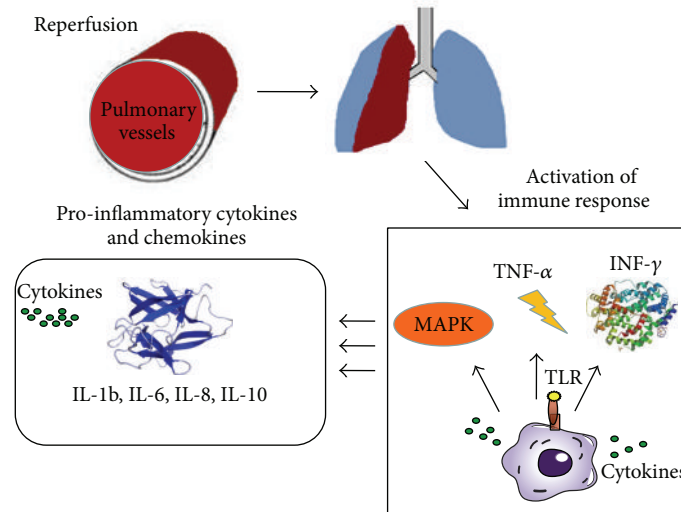 Reperfusion
Pulmonary
vessels
Activation of
immune response
Pro-inflammatory cytokines
and chemokines
Cytokines
IL-1b, IL-6, IL-8, IL-10
TNF-α
INF-γ
MAPK
TLR
Cytokines